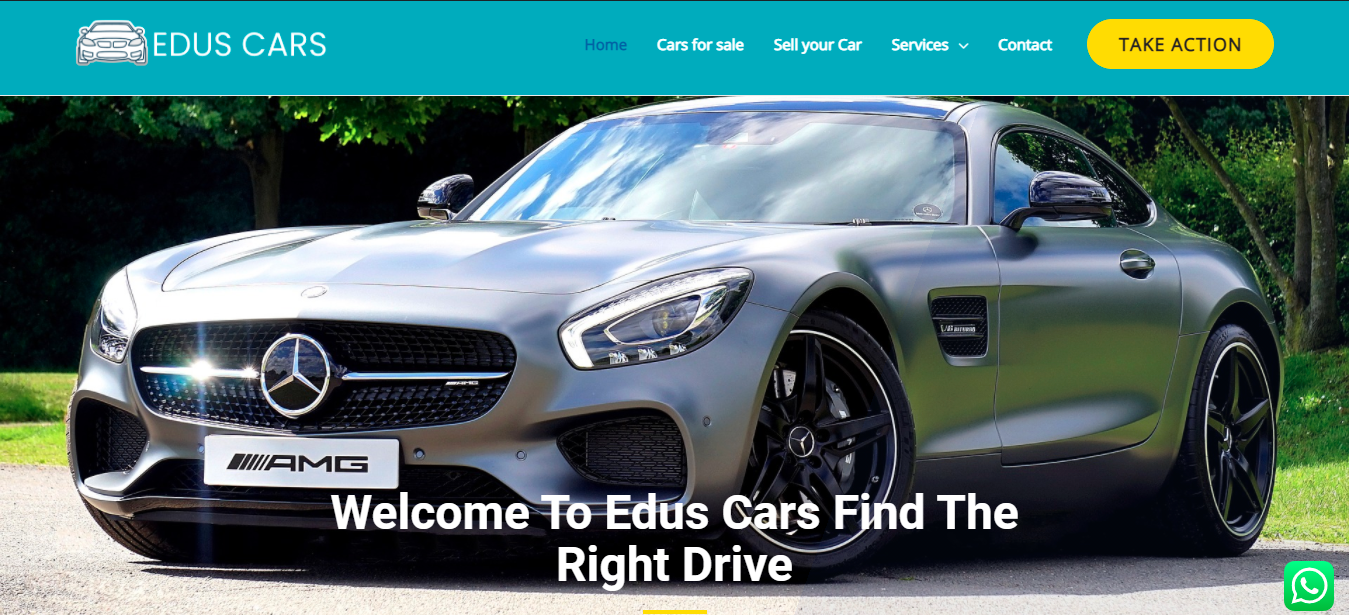 EDUS CARS
Home
Cars for sale
Sell your Car
Services
Contact
TAKE ACTION
AMG
AMG
Welcome To Edus Cars Find The
Right Drive